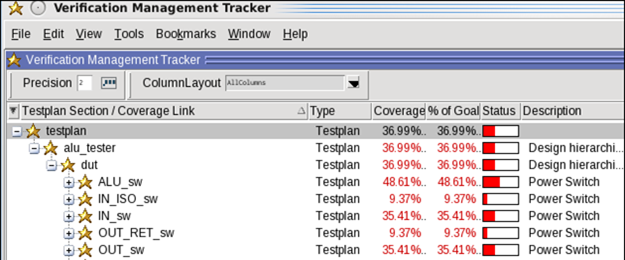 Verification Management Tracker
File Edit View Tools Bookmarks Window Help
Verification Management Tracker
Precision 2 ColumnLayout AllColumns
Testplan Section / Coverage Link Type Coverage % of Goal Status Description
testplan Testplan 36.99%.. 36.99%..
alu_tester Testplan 36.99%.. 36.99%.. Design hierarchi...
dut Testplan 36.99%.. 36.99%.. Design hierarchi...
ALU_sw Testplan 48.61%.. 48.61%.. Power Switch
IN_ISO_sw Testplan 9.37% 9.37% Power Switch
IN_sw Testplan 35.41%.. 35.41%.. Power Switch
OUT_RET_sw Testplan 9.37% 9.37% Power Switch
OUT_sw Testplan 35.41%.. 35.41%.. Power Switch